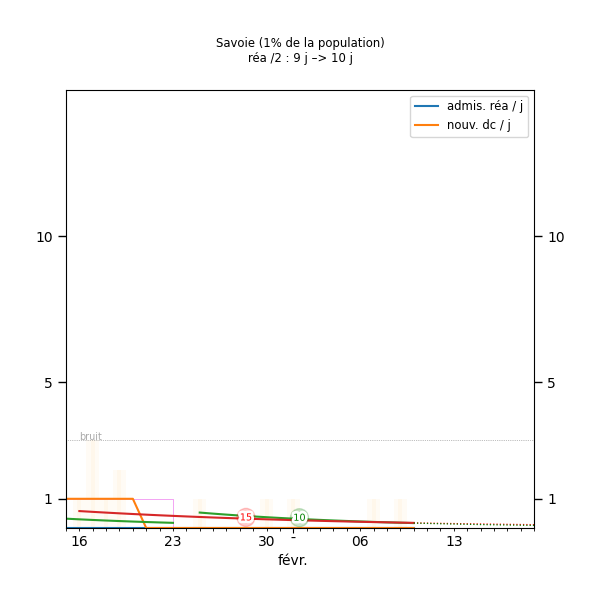 Savoie (1% de la population)
réa /2 : 9 j –> 10 j
admis. réa / j
nouv. dc / j
10
10
5
5
bruit
1
1
15
10
16
23
30
-
06
13
févr.